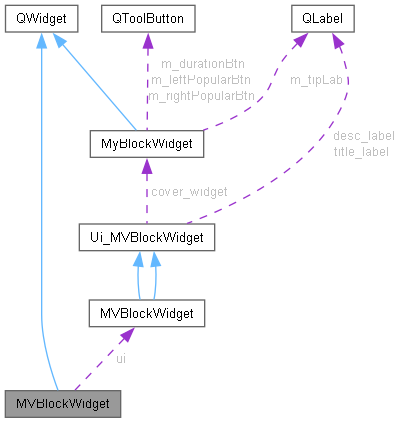 QWidget
QToolButton
QLabel
m_durationBtn
m_leftPopularBtn
m_rightPopularBtn
m_tipLab
MyBlockWidget
desc_label
title_label
cover_widget
Ui_MVBlockWidget
MVBlockWidget
ui
MVBlockWidget